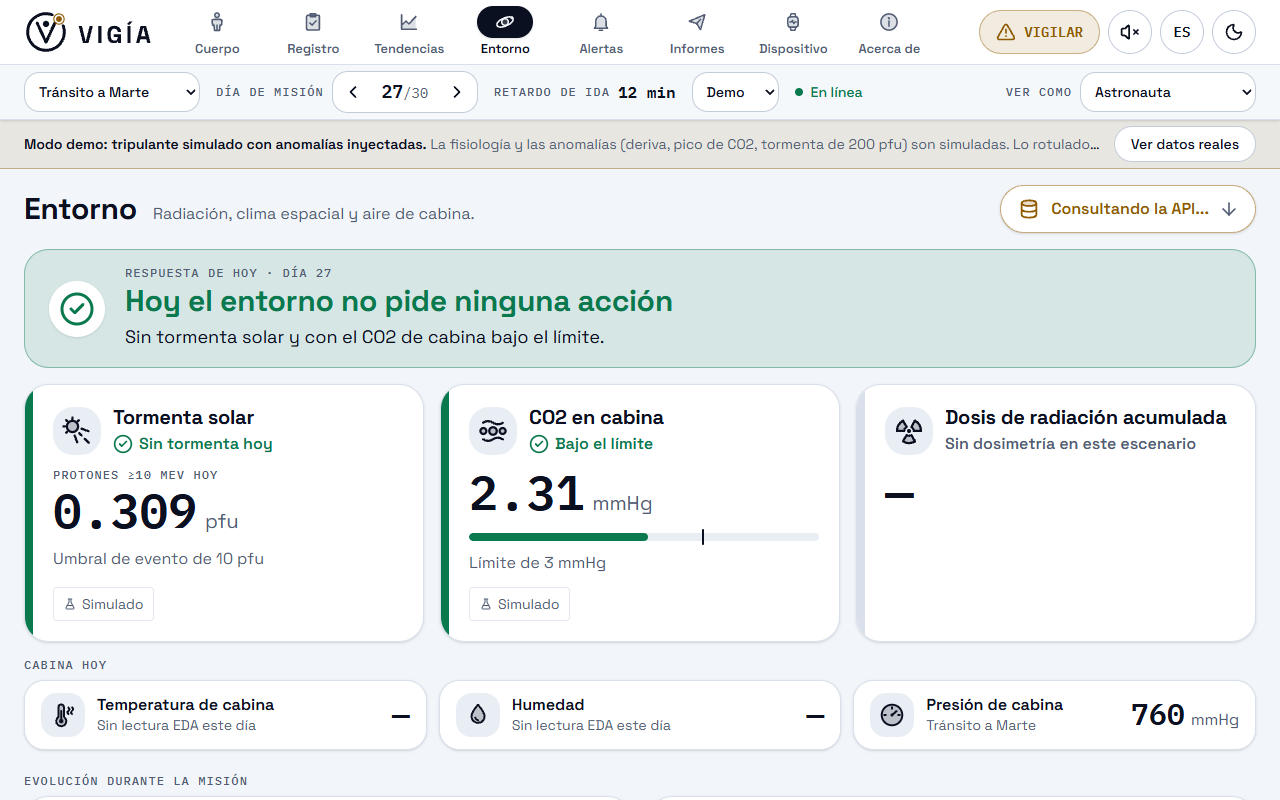 VIGÍA
Cuerpo
Registro
Tendencias
Entorno
Alertas
Informes
Dispositivo
Acerca de
VIGILAR
ES
Tránsito a Marte
DÍA DE MISIÓN
27/30
RETARDO DE IDA 12 min
Demo
En línea
VER COMO
Astronauta
Modo demo: tripulante simulado con anomalías inyectadas. La fisiología y las anomalías (deriva, pico de CO2, tormenta de 200 pfu) son simuladas. Lo rotulado...
Ver datos reales
Entorno
Radiación, clima espacial y aire de cabina.
Consultando la API...
RESPUESTA DE HOY · DÍA 27
Hoy el entorno no pide ninguna acción
Sin tormenta solar y con el CO2 de cabina bajo el límite.
Tormenta solar
Sin tormenta hoy
PROTONES ≥10 MEV HOY
0.309 pfu
Umbral de evento de 10 pfu
Simulado
CO2 en cabina
Bajo el límite
2.31 mmHg
Límite de 3 mmHg
Simulado
Dosis de radiación acumulada
Sin dosimetría en este escenario
—
CABINA HOY
Temperatura de cabina
Sin lectura EDA este día
—
Humedad
Sin lectura EDA este día
—
Presión de cabina
Tránsito a Marte
760 mmHg
EVOLUCIÓN DURANTE LA MISIÓN